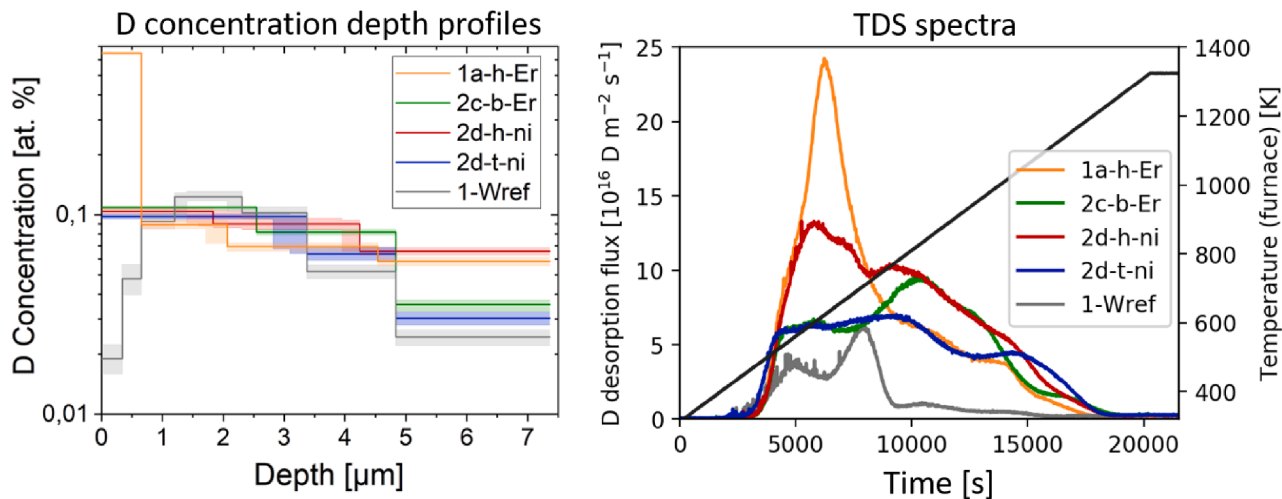 D concentration depth profiles
D Concentration [at. %]
0.1
0.01
0 1 2 3 4 5 6 7
Depth [µm]
1a-h-Er
2c-b-Er
2d-h-ni
2d-t-ni
1-Wref
TDS spectra
D desorption flux [10¹⁶ D m⁻² s⁻¹]
25
20
15
10
5
0
0 5000 10000 15000 20000
Time [s]
1a-h-Er
2c-b-Er
2d-h-ni
2d-t-ni
1-Wref
1400
1200
1000
800
600
400
Temperature (furnace) [K]